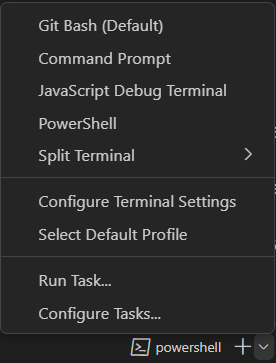 Git Bash (Default)
Command Prompt
JavaScript Debug Terminal
PowerShell
Split Terminal
Configure Terminal Settings
Select Default Profile
Run Task...
Configure Tasks...
powershell